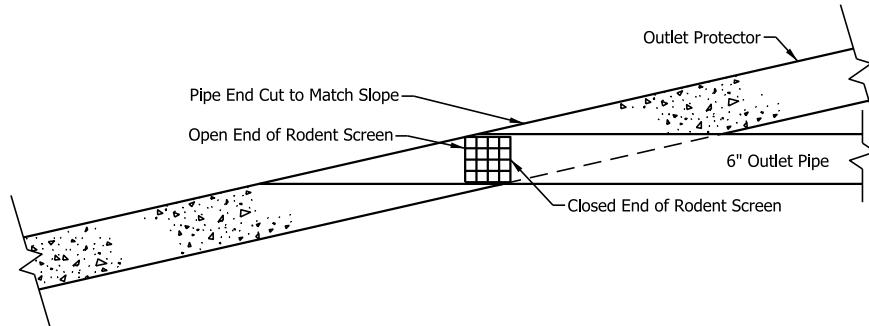 Outlet Protector
Pipe End Cut to Match Slope
Open End of Rodent Screen
6" Outlet Pipe
Closed End of Rodent Screen